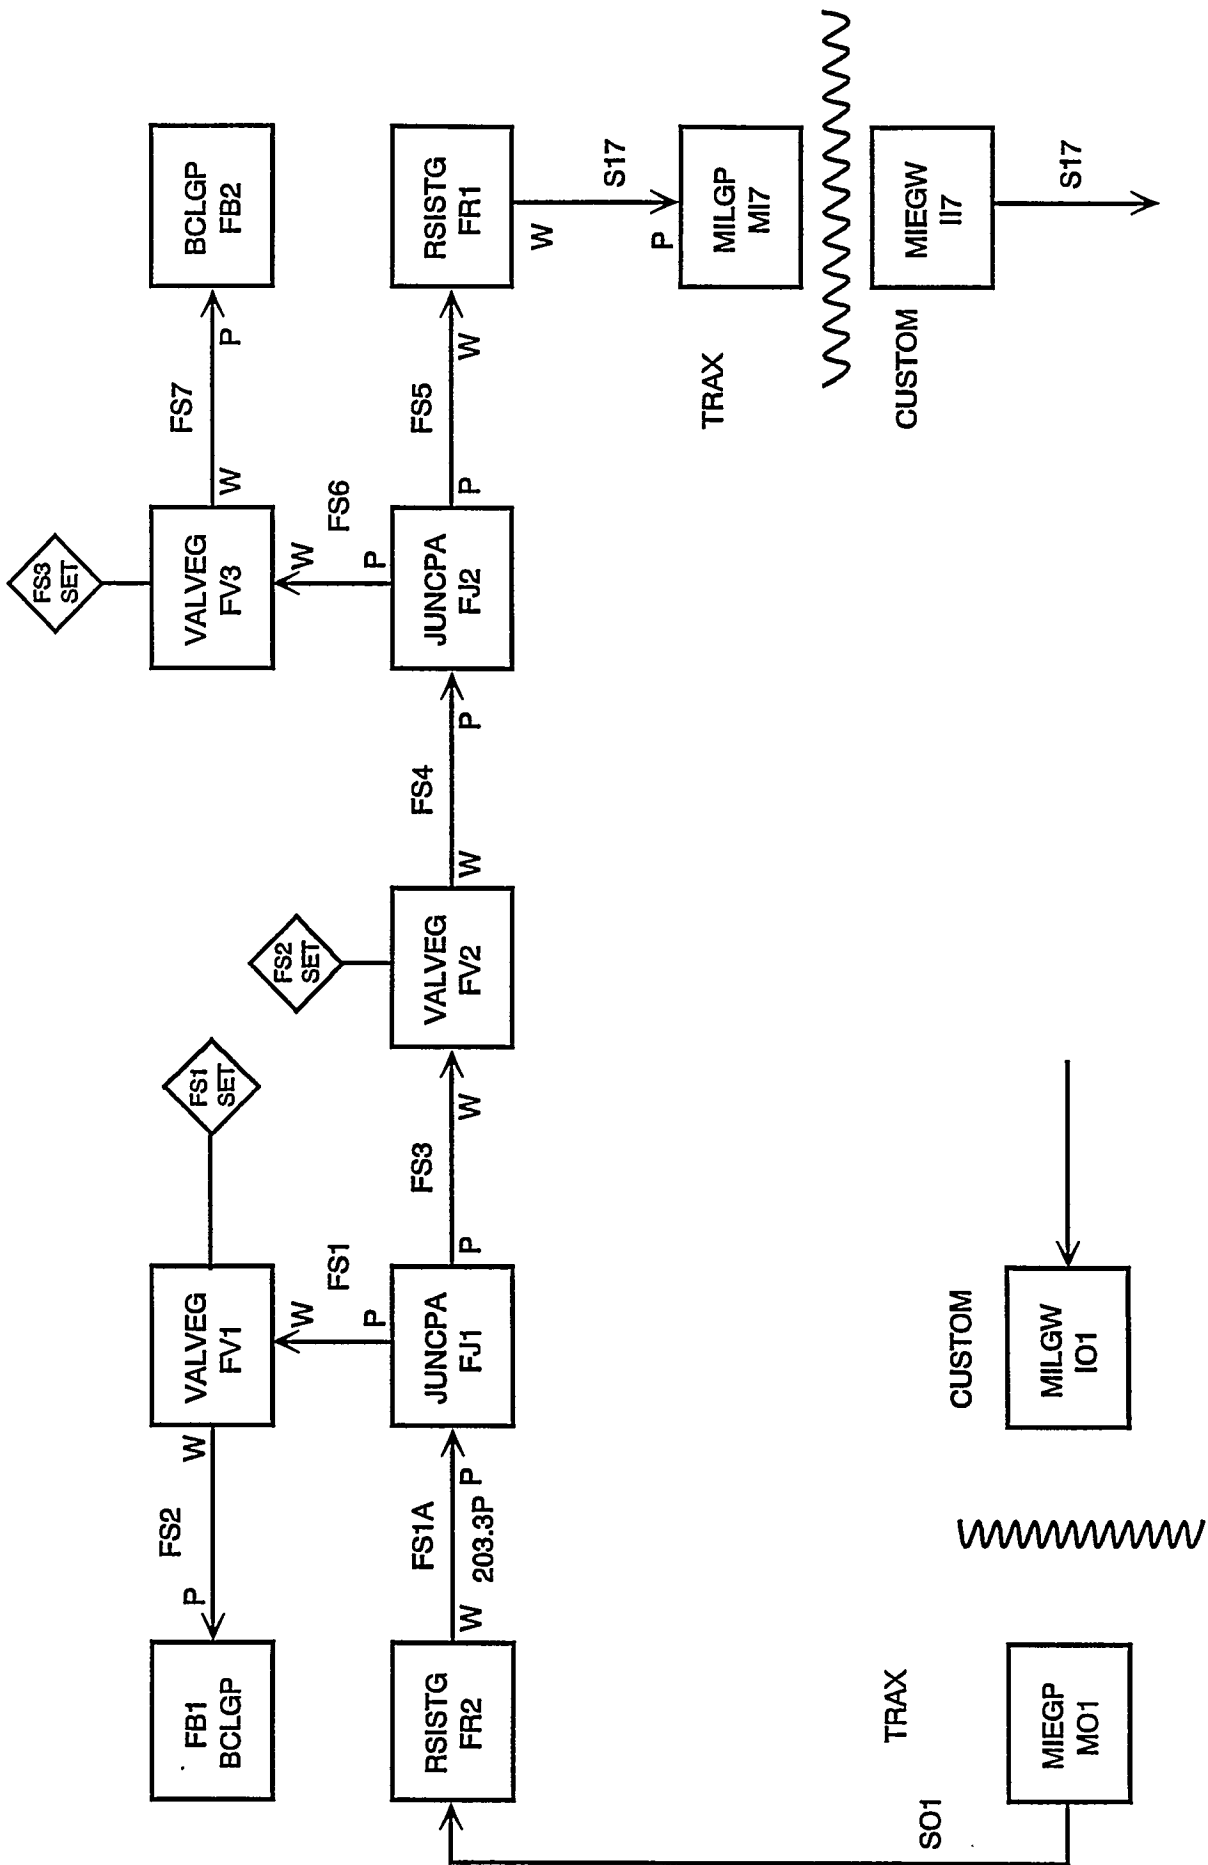 FS3
SET
FS1
SET
FS2
SET
FB1
BCLGP
P
FS2
W
VALVEG
FV1
VALVEG
FV3
W
FS7
P
BCLGP
FB2
W
FS1
P
W
FS6
P
RSISTG
FR2
W
FS1A
203.3P
P
JUNCPA
FJ1
P
FS3
W
VALVEG
FV2
W
FS4
P
JUNCPA
FJ2
P
FS5
W
RSISTG
FR1
W
S17
P
TRAX
MILGP
MI7
CUSTOM
MIEGW
II7
S17
SO1
TRAX
MIEGP
MO1
CUSTOM
MILGW
IO1